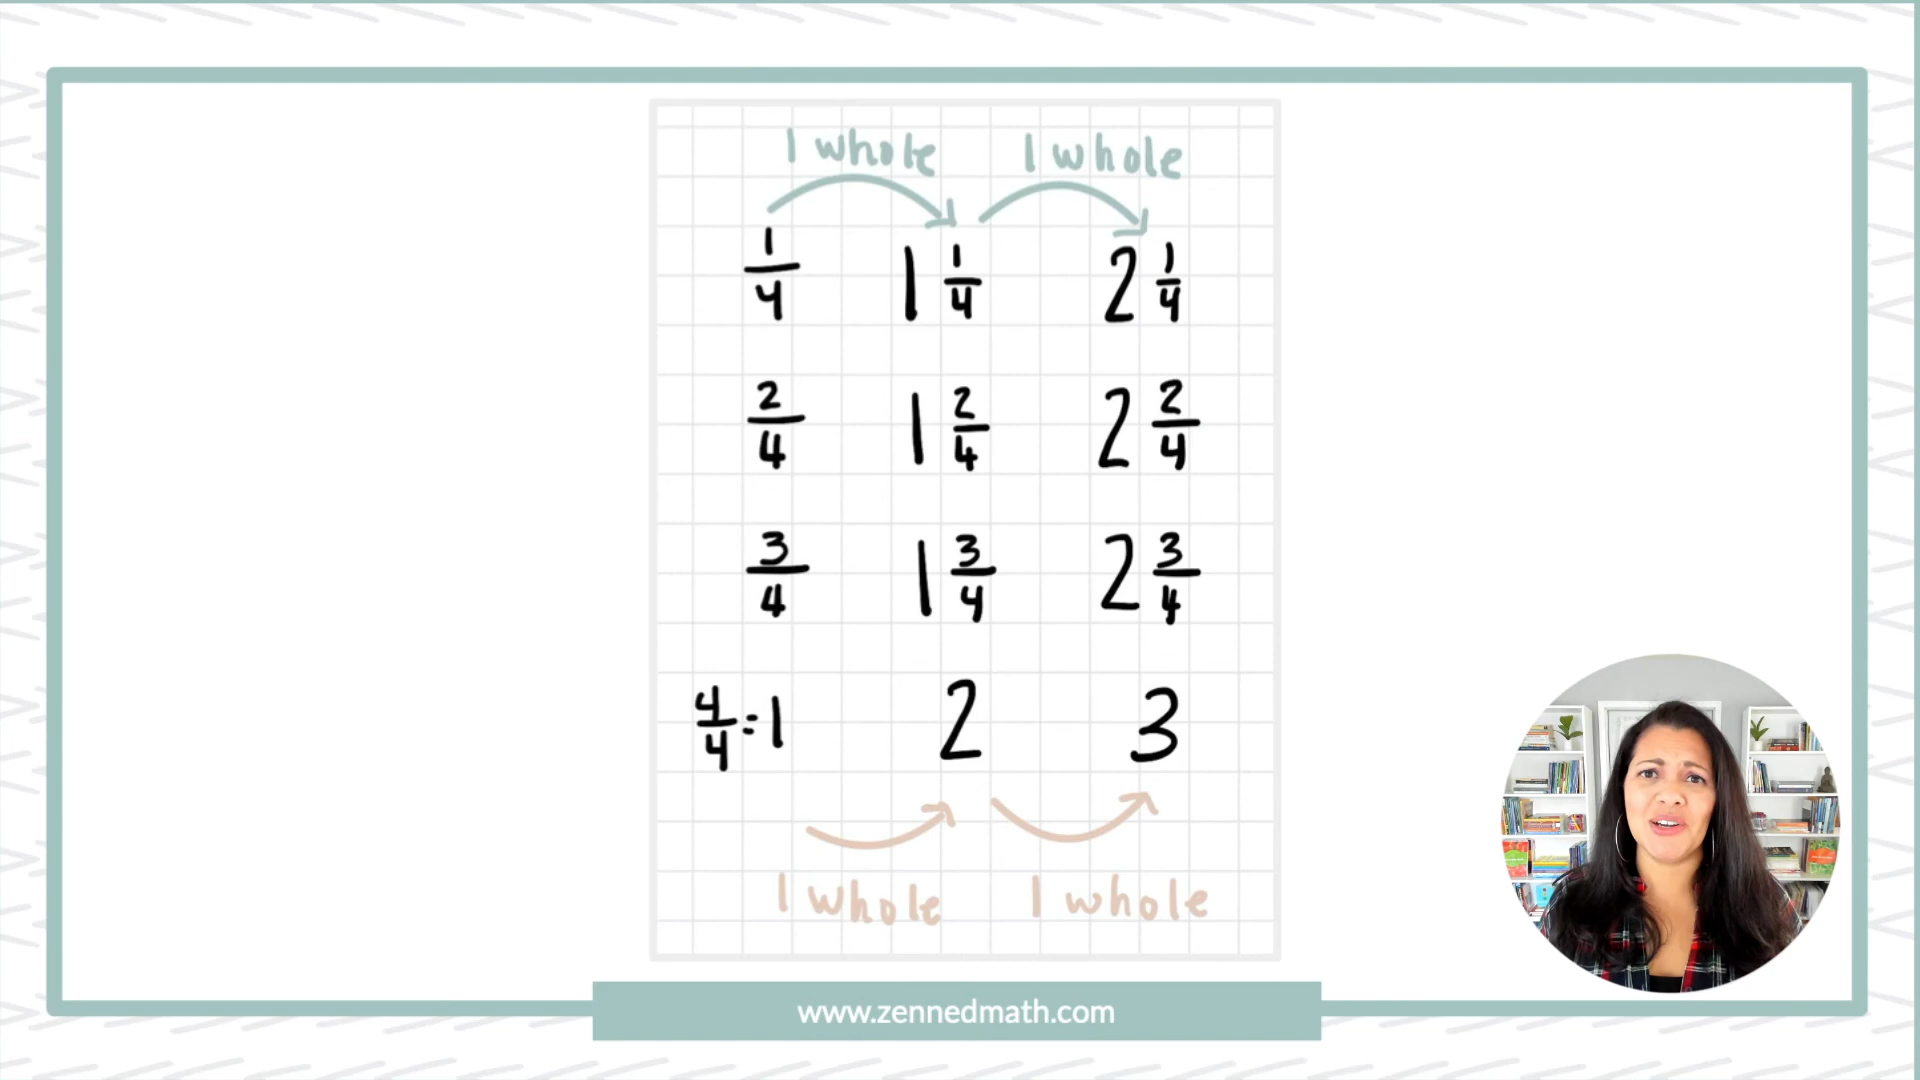 1 whole 1 whole
1/4 1 1/4 2 1/4
2/4 1 2/4 2 2/4
3/4 1 3/4 2 3/4
4/4=1 2 3
1 whole 1 whole
www.zennedmath.com